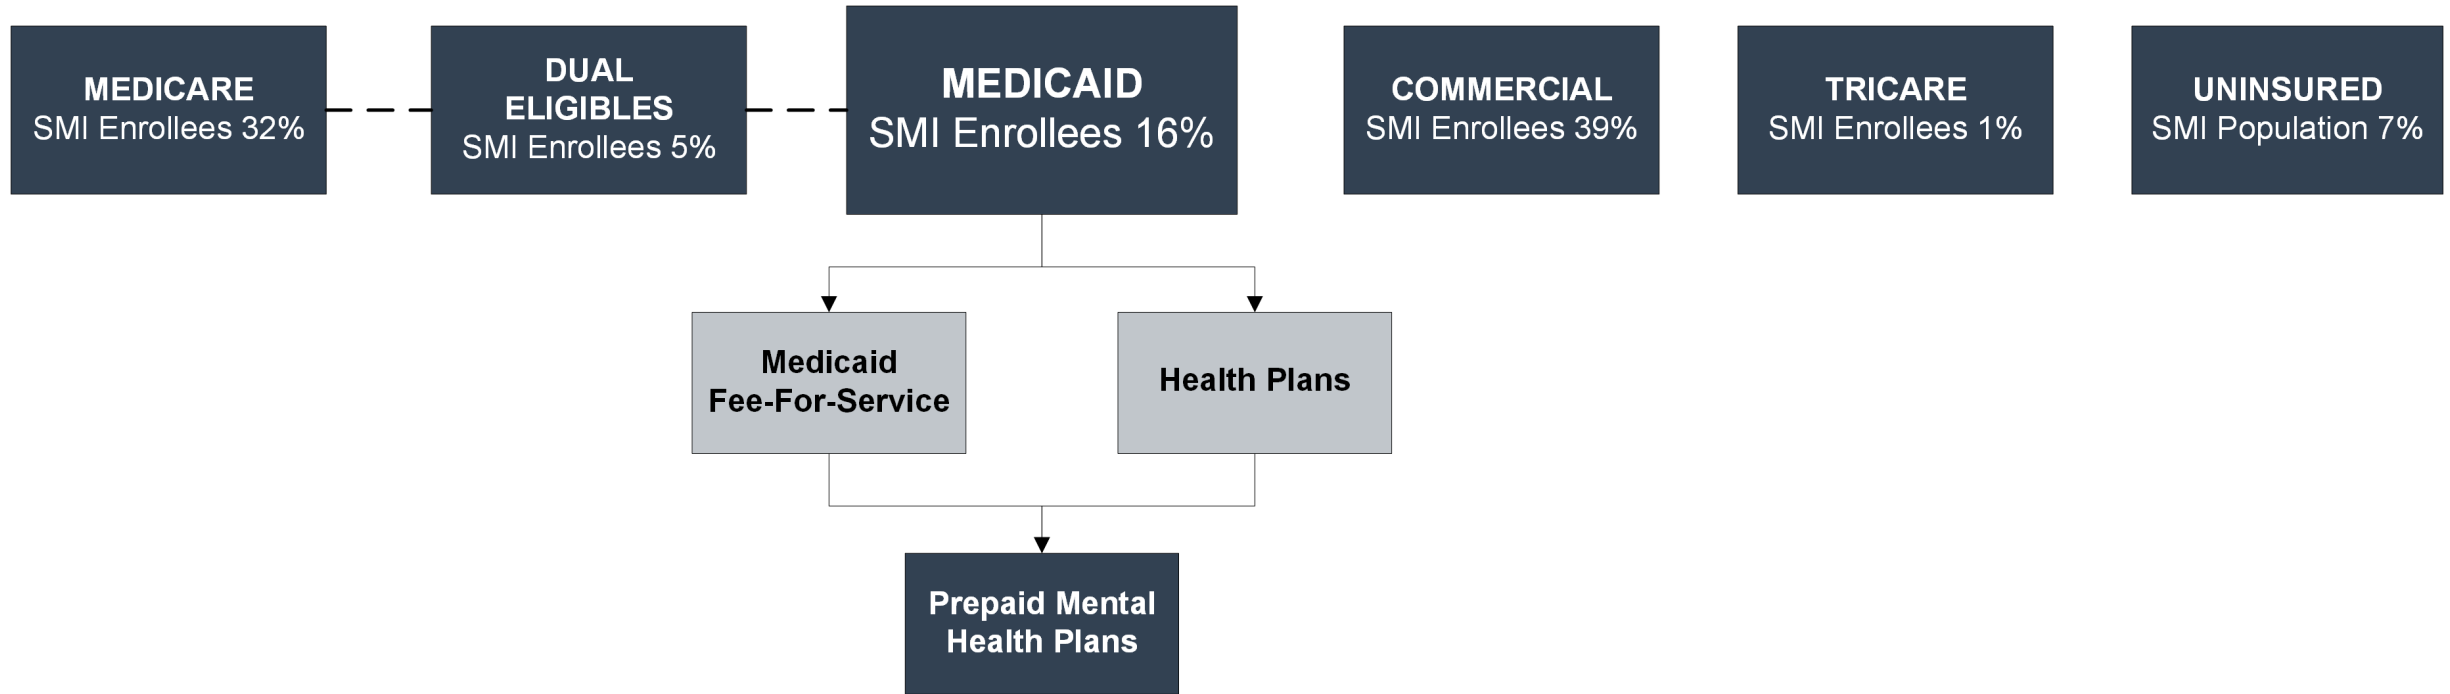 MEDICARE
SMI Enrollees 32%
DUAL
ELIGIBLES
SMI Enrollees 5%
MEDICAID
SMI Enrollees 16%
COMMERCIAL
SMI Enrollees 39%
TRICARE
SMI Enrollees 1%
UNINSURED
SMI Population 7%
Medicaid
Fee-For-Service
Health Plans
Prepaid Mental
Health Plans